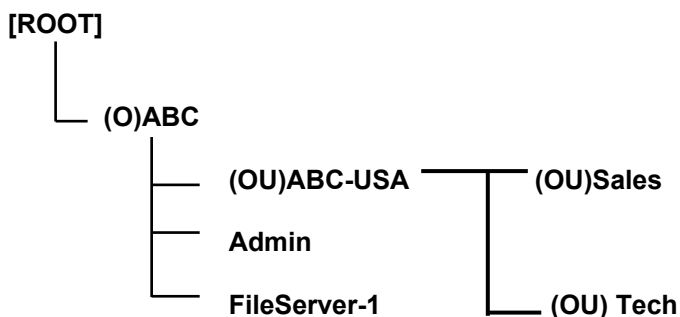 [ROOT]
(O)ABC
(OU)ABC-USA
(OU)Sales
Admin
FileServer-1
(OU) Tech